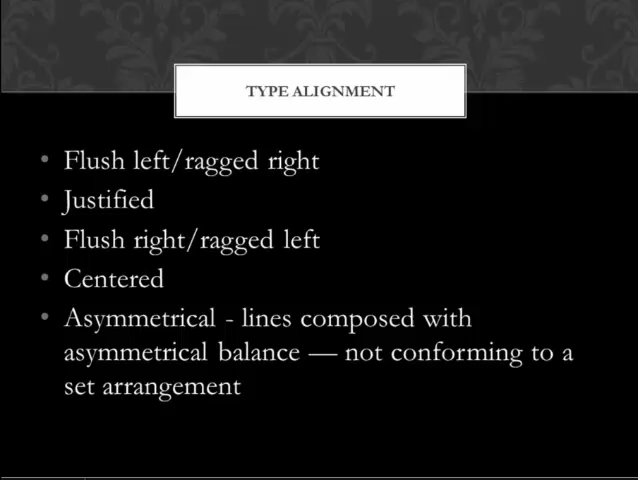 TYPE ALIGNMENT
• Flush left/ragged right
• Justified
• Flush right/ragged left
• Centered
• Asymmetrical - lines composed with
asymmetrical balance — not conforming to a
set arrangement